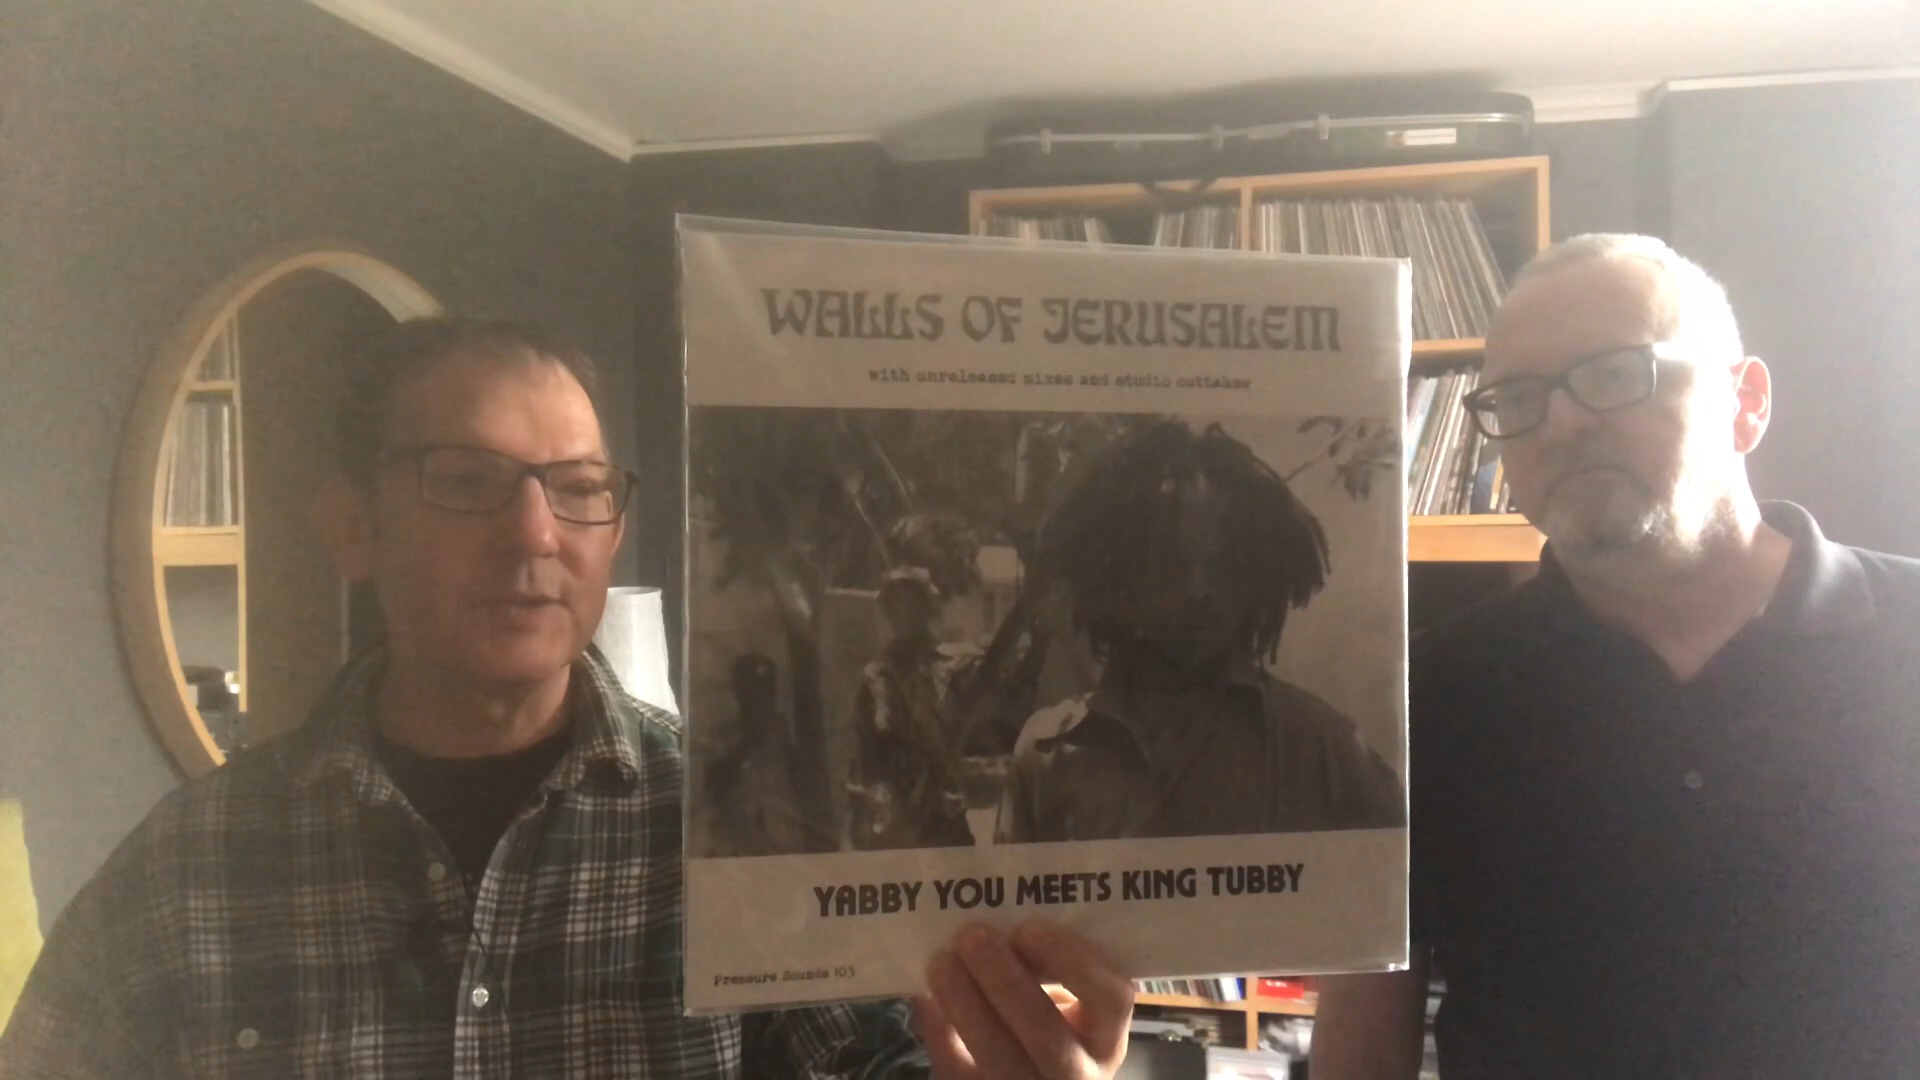 WALLS OF JERUSALEM
with unreleased mixes and studio outtakes
YABBY YOU MEETS KING TUBBY
Pressure Sounds 103